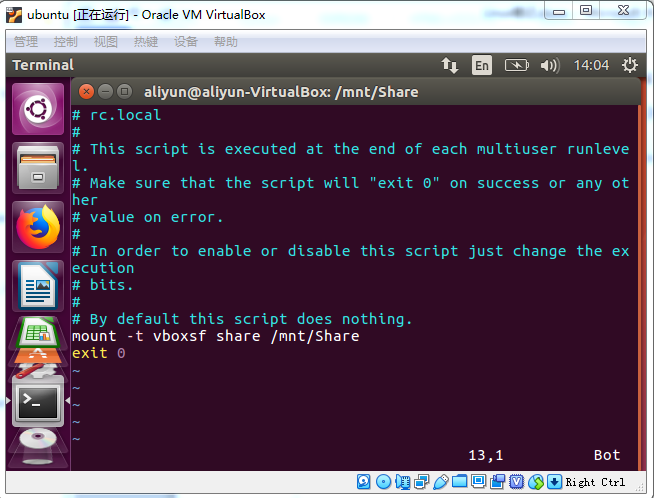 ubuntu [正在运行] - Oracle VM VirtualBox
管理 控制 视图 热键 设备 帮助
Terminal En 14:04
aliyun@aliyun-VirtualBox: /mnt/Share
# rc.local
#
# This script is executed at the end of each multiuser runleve
l.
# Make sure that the script will "exit 0" on success or any ot
her
# value on error.
#
# In order to enable or disable this script just change the ex
ecution
# bits.
#
# By default this script does nothing.
mount -t vboxsf share /mnt/Share
exit 0
~
~
~
~
~
13,1 Bot
Right Ctrl